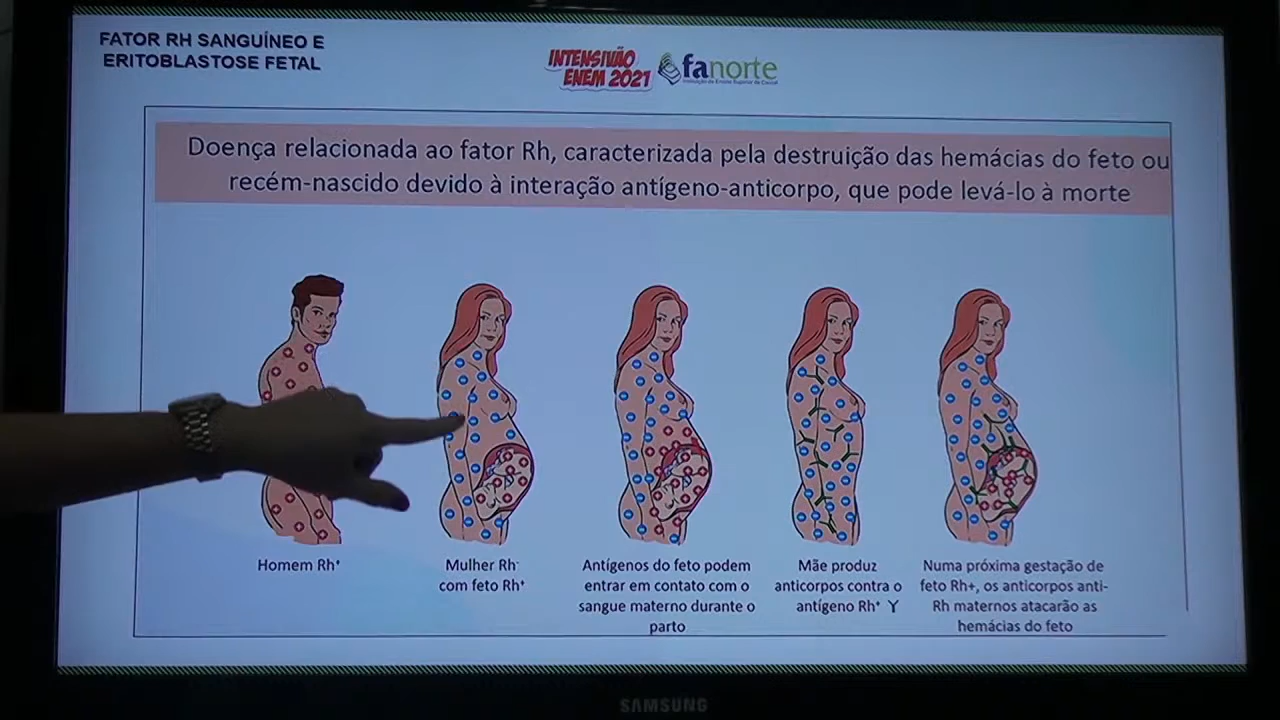 FATOR RH SANGUÍNEO E
ERITOBLASTOSE FETAL
INTENSIVÃO
ENEM 2021
fanorte
Doença relacionada ao fator Rh, caracterizada pela destruição das hemácias do feto ou
recém-nascido devido à interação antígeno-anticorpo, que pode levá-lo à morte
Homem Rh⁺
Mulher Rh⁻
com feto Rh⁺
Antígenos do feto podem
entrar em contato com o
sangue materno durante o
parto
Mãe produz
anticorpos contra o
antígeno Rh⁺ Y
Numa próxima gestação de
feto Rh+, os anticorpos anti-
Rh maternos atacarão as
hemácias do feto
SAMSUNG